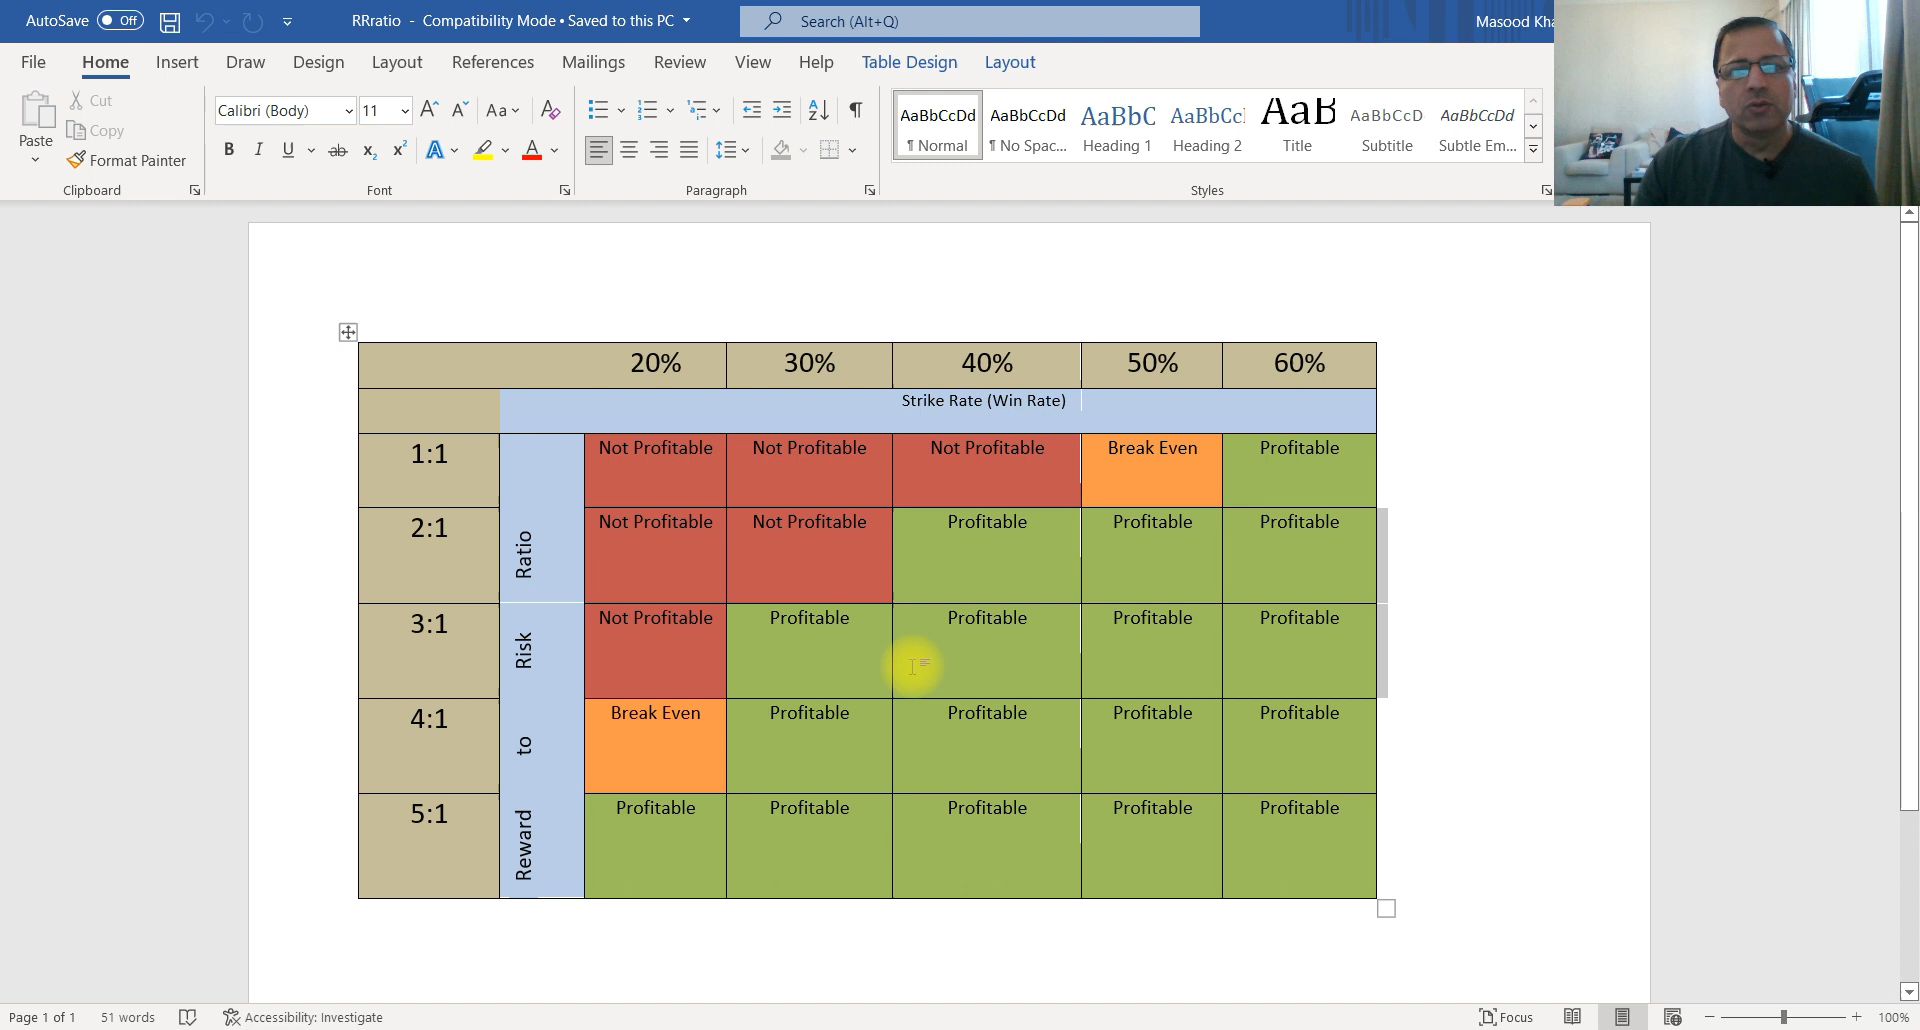 AutoSave Off RRratio - Compatibility Mode • Saved to this PC Search (Alt+Q) Masood Kha
File Home Insert Draw Design Layout References Mailings Review View Help Table Design Layout
Cut
Copy
Paste
Format Painter
Clipboard
Calibri (Body) 11
Font
Paragraph
AaBbCcDd AaBbCcDd AaBbC AaBbCc AaB AaBbCcD AaBbCcDd
¶ Normal ¶ No Spac... Heading 1 Heading 2 Title Subtitle Subtle Em...
Styles
20% 30% 40% 50% 60%
Strike Rate (Win Rate)
1:1 Not Profitable Not Profitable Not Profitable Break Even Profitable
2:1 Not Profitable Not Profitable Profitable Profitable Profitable
3:1 Not Profitable Profitable Profitable Profitable Profitable
4:1 Break Even Profitable Profitable Profitable Profitable
5:1 Profitable Profitable Profitable Profitable Profitable
Reward to Risk Ratio
Page 1 of 1 51 words Accessibility: Investigate Focus 100%